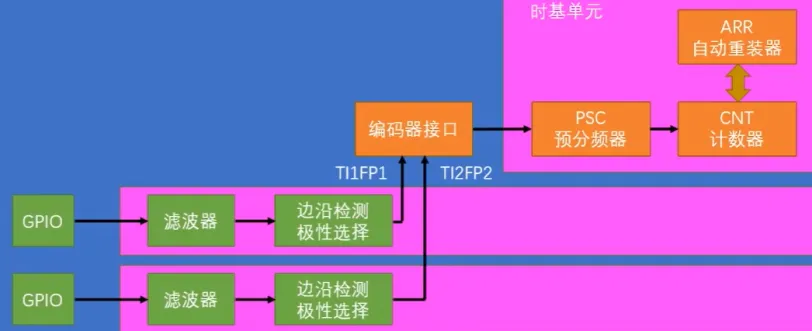 时基单元
ARR
自动重装器
编码器接口
PSC
预分频器
CNT
计数器
TI1FP1
TI2FP2
GPIO
滤波器
边沿检测
极性选择
GPIO
滤波器
边沿检测
极性选择